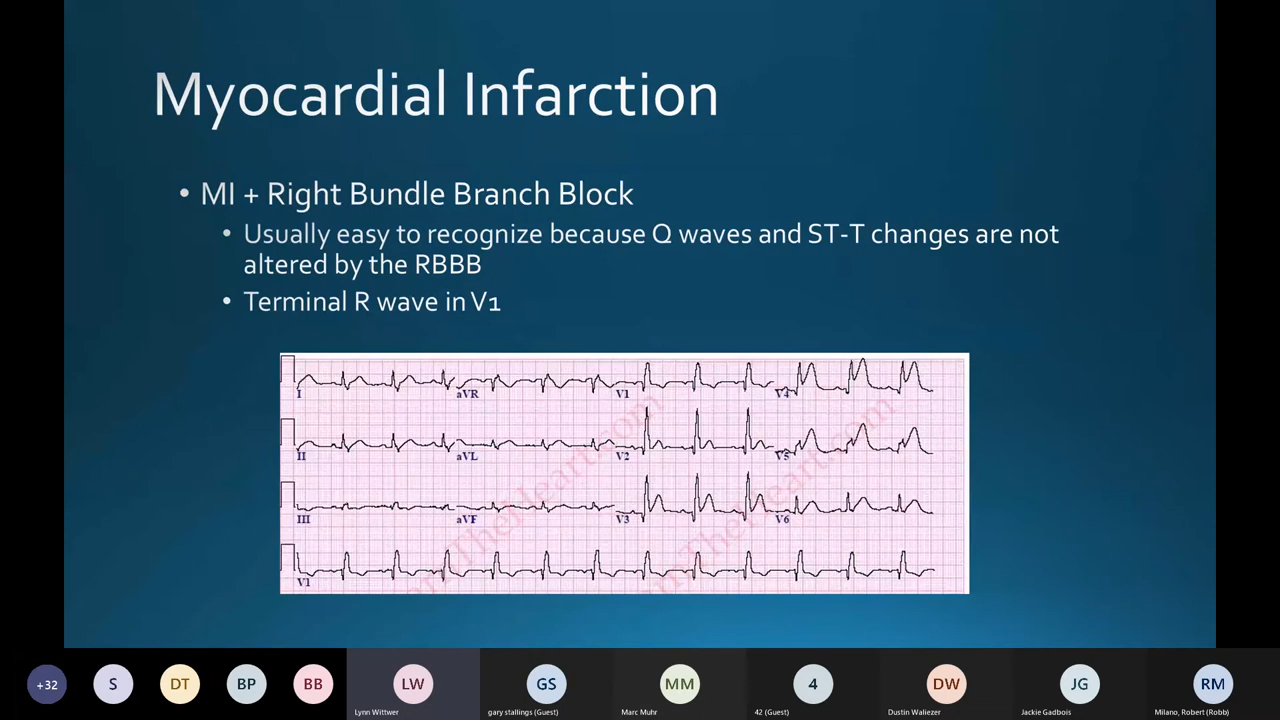 Myocardial Infarction
• MI + Right Bundle Branch Block
• Usually easy to recognize because Q waves and ST-T changes are not
altered by the RBBB
• Terminal R wave in V1
I aVR V1 V4
II aVL V2 V5
III aVF V3 V6
V1
+32 S DT BP BB LW GS MM 4 DW JG RM
Lynn Wittwer gary stallings (Guest) Marc Muhr 42 (Guest) Dustin Waliezer Jackie Gadbois Milano, Robert (Robb)